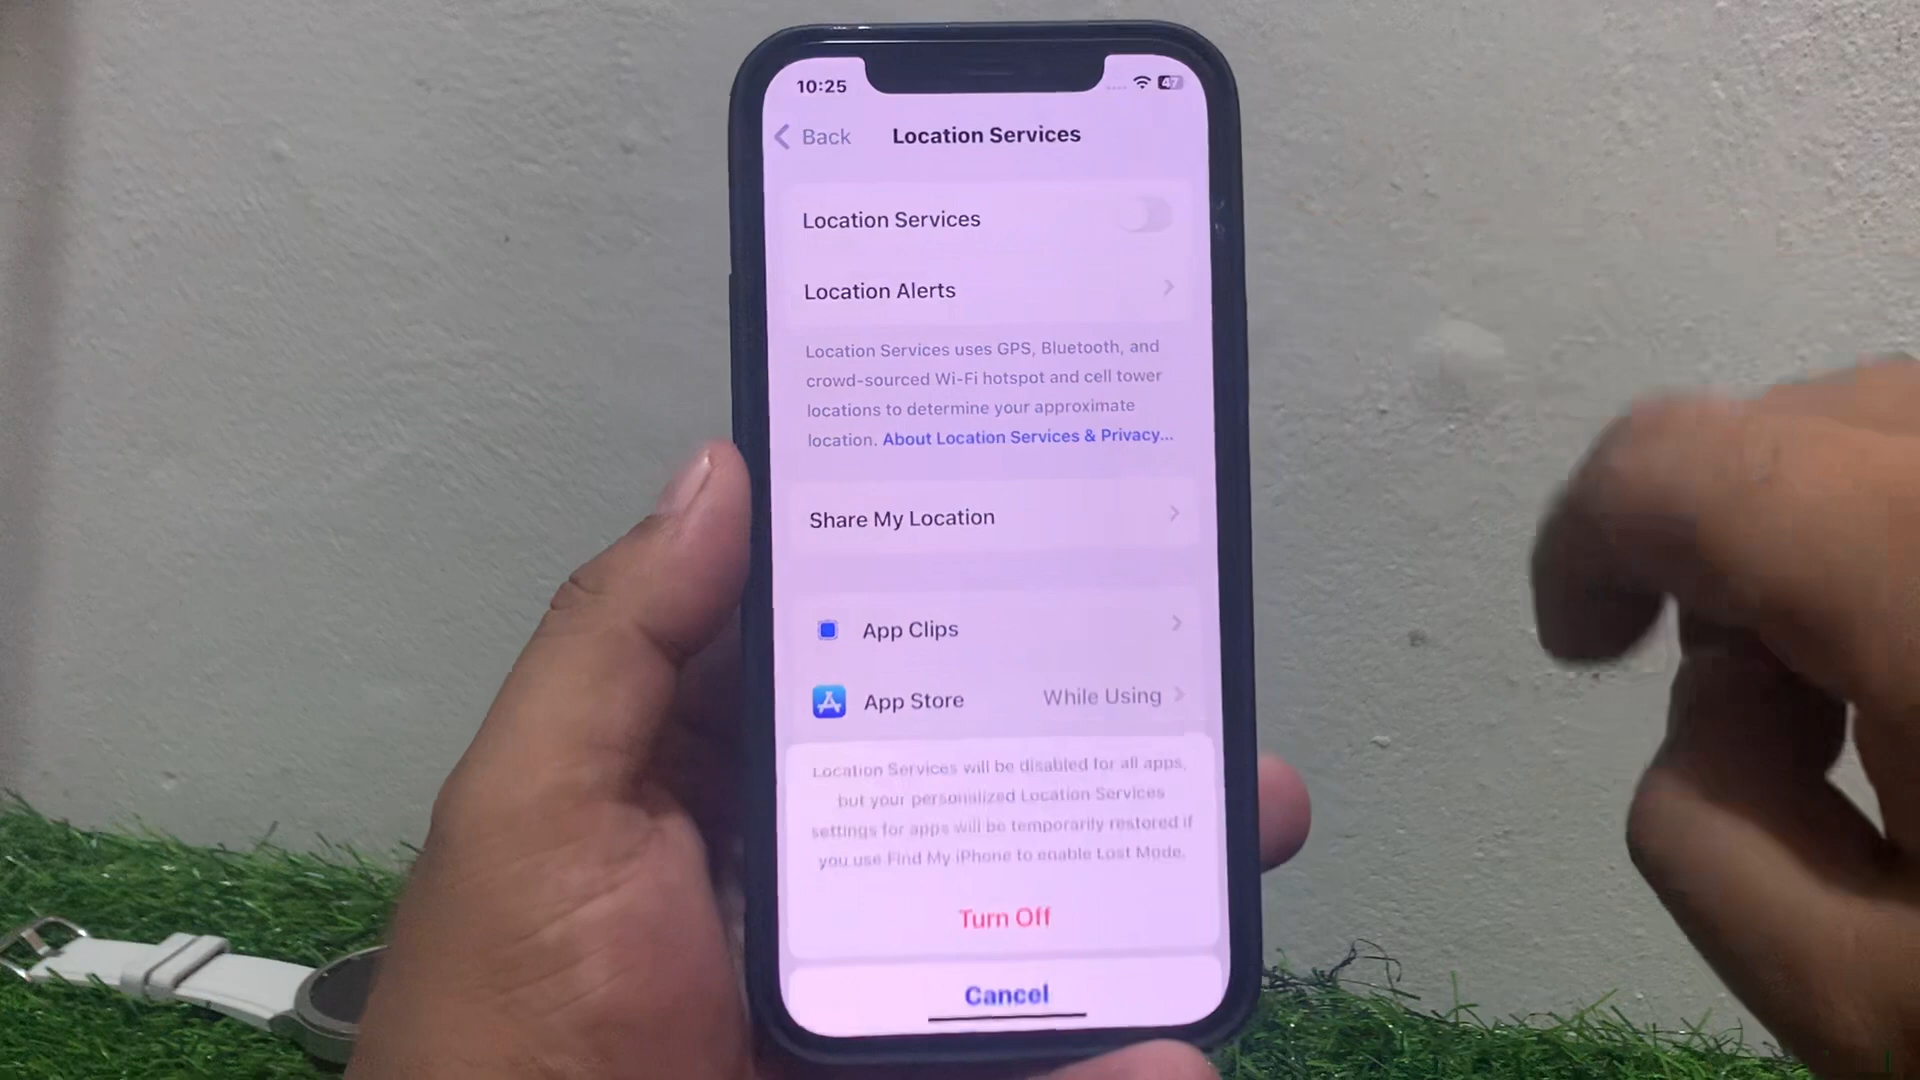 10:25
47
Back
Location Services
Location Services
Location Alerts
Location Services uses GPS, Bluetooth, and
crowd-sourced Wi-Fi hotspot and cell tower
locations to determine your approximate
location. About Location Services & Privacy...
Share My Location
App Clips
App Store While Using
Location Services will be disabled for all apps,
but your personalized Location Services
settings for apps will be temporarily restored if
you use Find My iPhone to enable Lost Mode.
Turn Off
Cancel